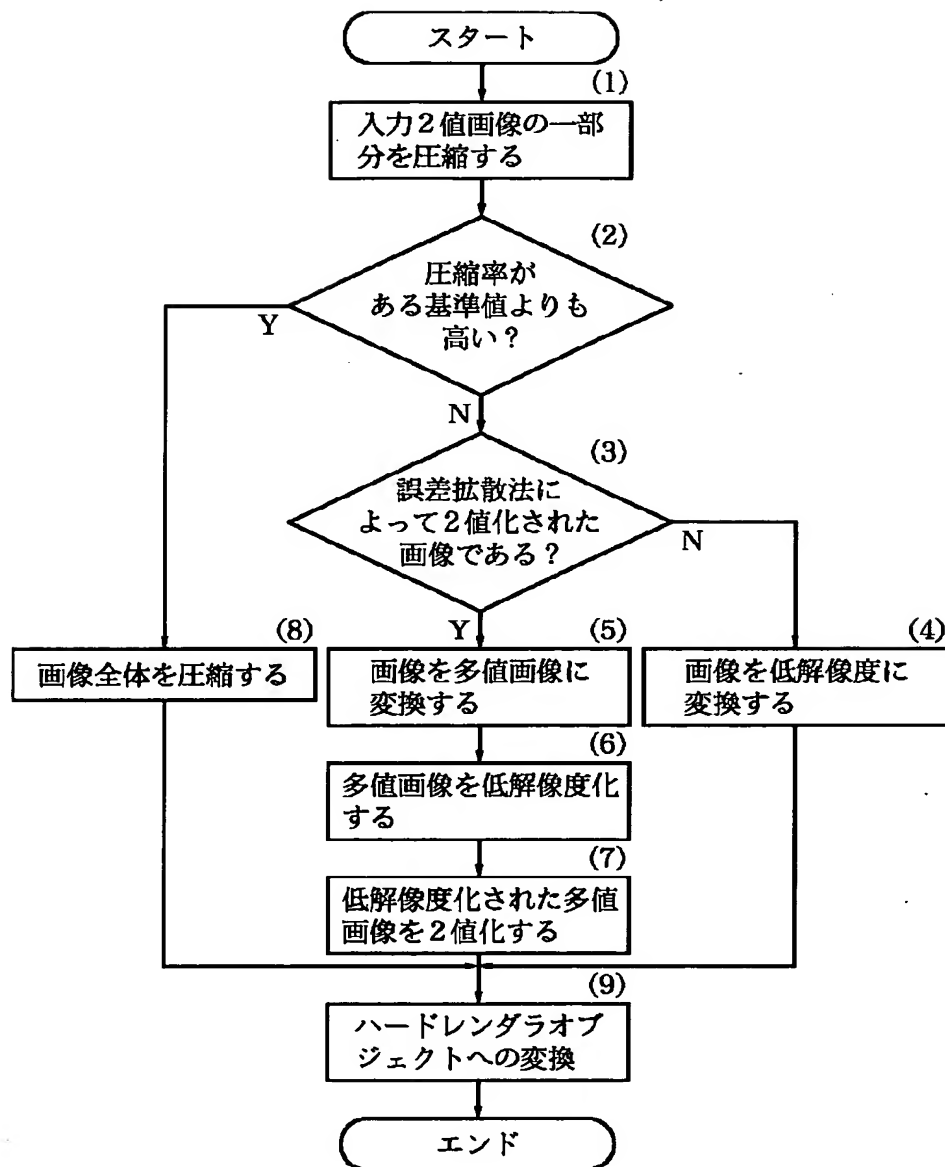 スタート
(1)
入力2値画像の一部
分を圧縮する
(2)
圧縮率が
ある基準値よりも
高い?
Y
N
(3)
誤差拡散法に
よって2値化された
画像である?
N
Y
(8)
画像全体を圧縮する
(5)
画像を多値画像に
変換する
(4)
画像を低解像度に
変換する
(6)
多値画像を低解像度化
する
(7)
低解像度化された多値
画像を2値化する
(9)
ハードレンダラオブ
ジェクトへの変換
エンド